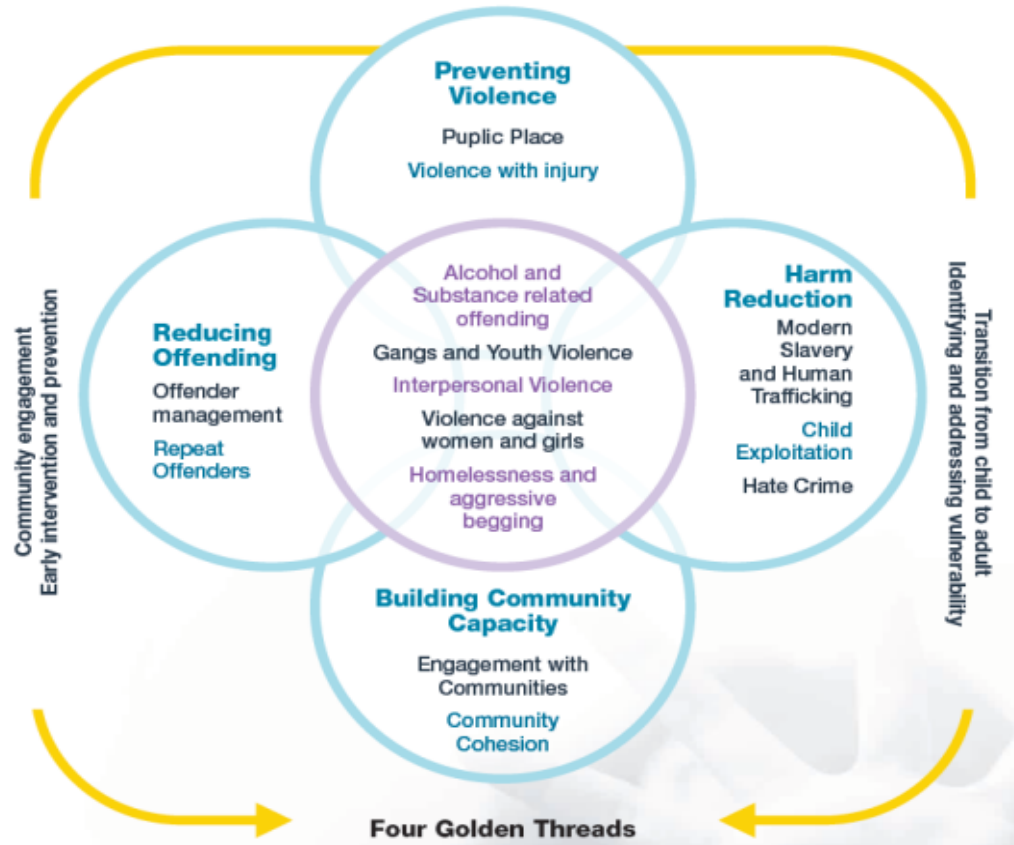 Preventing
Violence
Puplic Place
Violence with injury
Alcohol and
Substance related
offending
Gangs and Youth Violence
Interpersonal Violence
Violence against
women and girls
Homelessness and
aggressive
begging
Reducing
Offending
Offender
management
Repeat
Offenders
Harm
Reduction
Modern
Slavery
and Human
Trafficking
Child
Exploitation
Hate Crime
Building Community
Capacity
Engagement with
Communities
Community
Cohesion
Community engagement
Early intervention and prevention
Transition from child to adult
Identifying and addressing vulnerability
Four Golden Threads